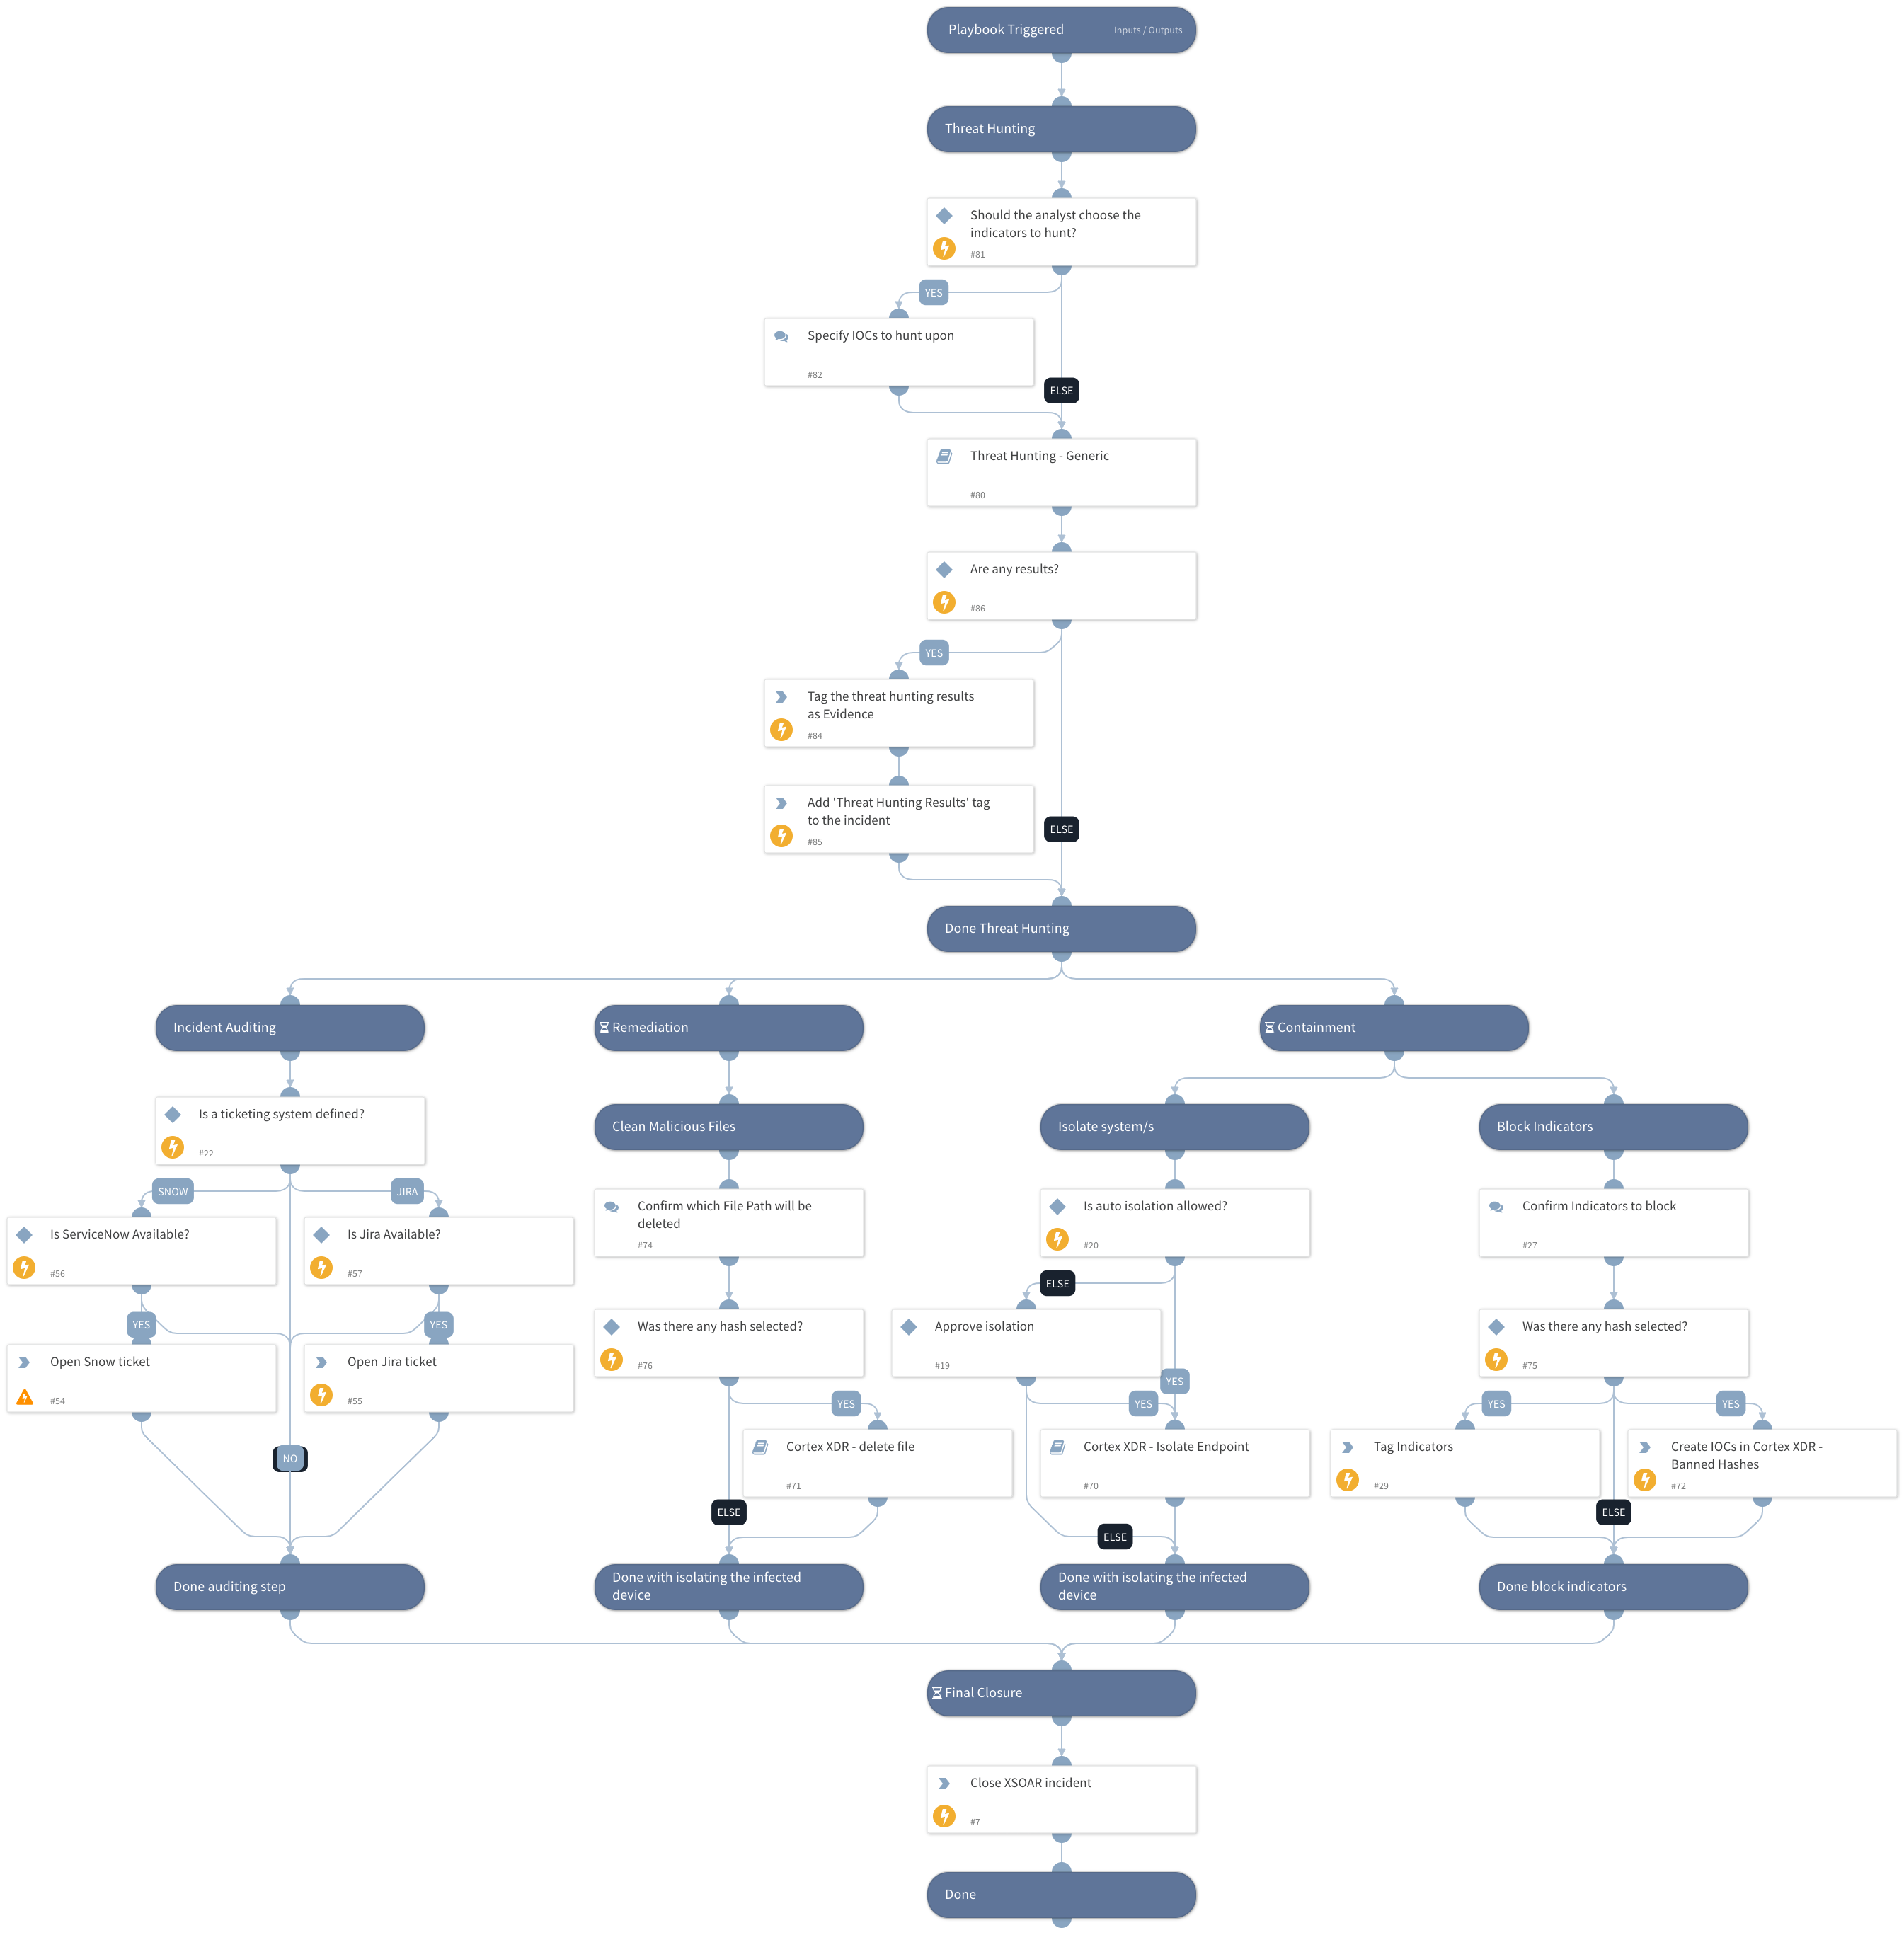 Playbook Triggered
Inputs / Outputs
Threat Hunting
Should the analyst choose the
indicators to hunt?
#81
YES
Specify IOCs to hunt upon
#82
ELSE
Threat Hunting - Generic
#80
Are any results?
#86
YES
Tag the threat hunting results
as Evidence
#84
Add 'Threat Hunting Results' tag
to the incident
#85
ELSE
Done Threat Hunting
Incident Auditing
Remediation
Containment
Is a ticketing system defined?
#22
Clean Malicious Files
Isolate system/s
Block Indicators
SNOW
JIRA
Confirm which File Path will be
deleted
#74
Is auto isolation allowed?
#20
Confirm Indicators to block
#27
Is ServiceNow Available?
#56
Is Jira Available?
#57
ELSE
YES
YES
Was there any hash selected?
#76
Approve isolation
#19
Was there any hash selected?
#75
Open Snow ticket
#54
Open Jira ticket
#55
YES
YES
YES
YES
YES
NO
Cortex XDR - delete file
#71
Cortex XDR - Isolate Endpoint
#70
Tag Indicators
#29
Create IOCs in Cortex XDR -
Banned Hashes
#72
ELSE
ELSE
ELSE
Done auditing step
Done with isolating the infected
device
Done with isolating the infected
device
Done block indicators
Final Closure
Close XSOAR incident
#7
Done